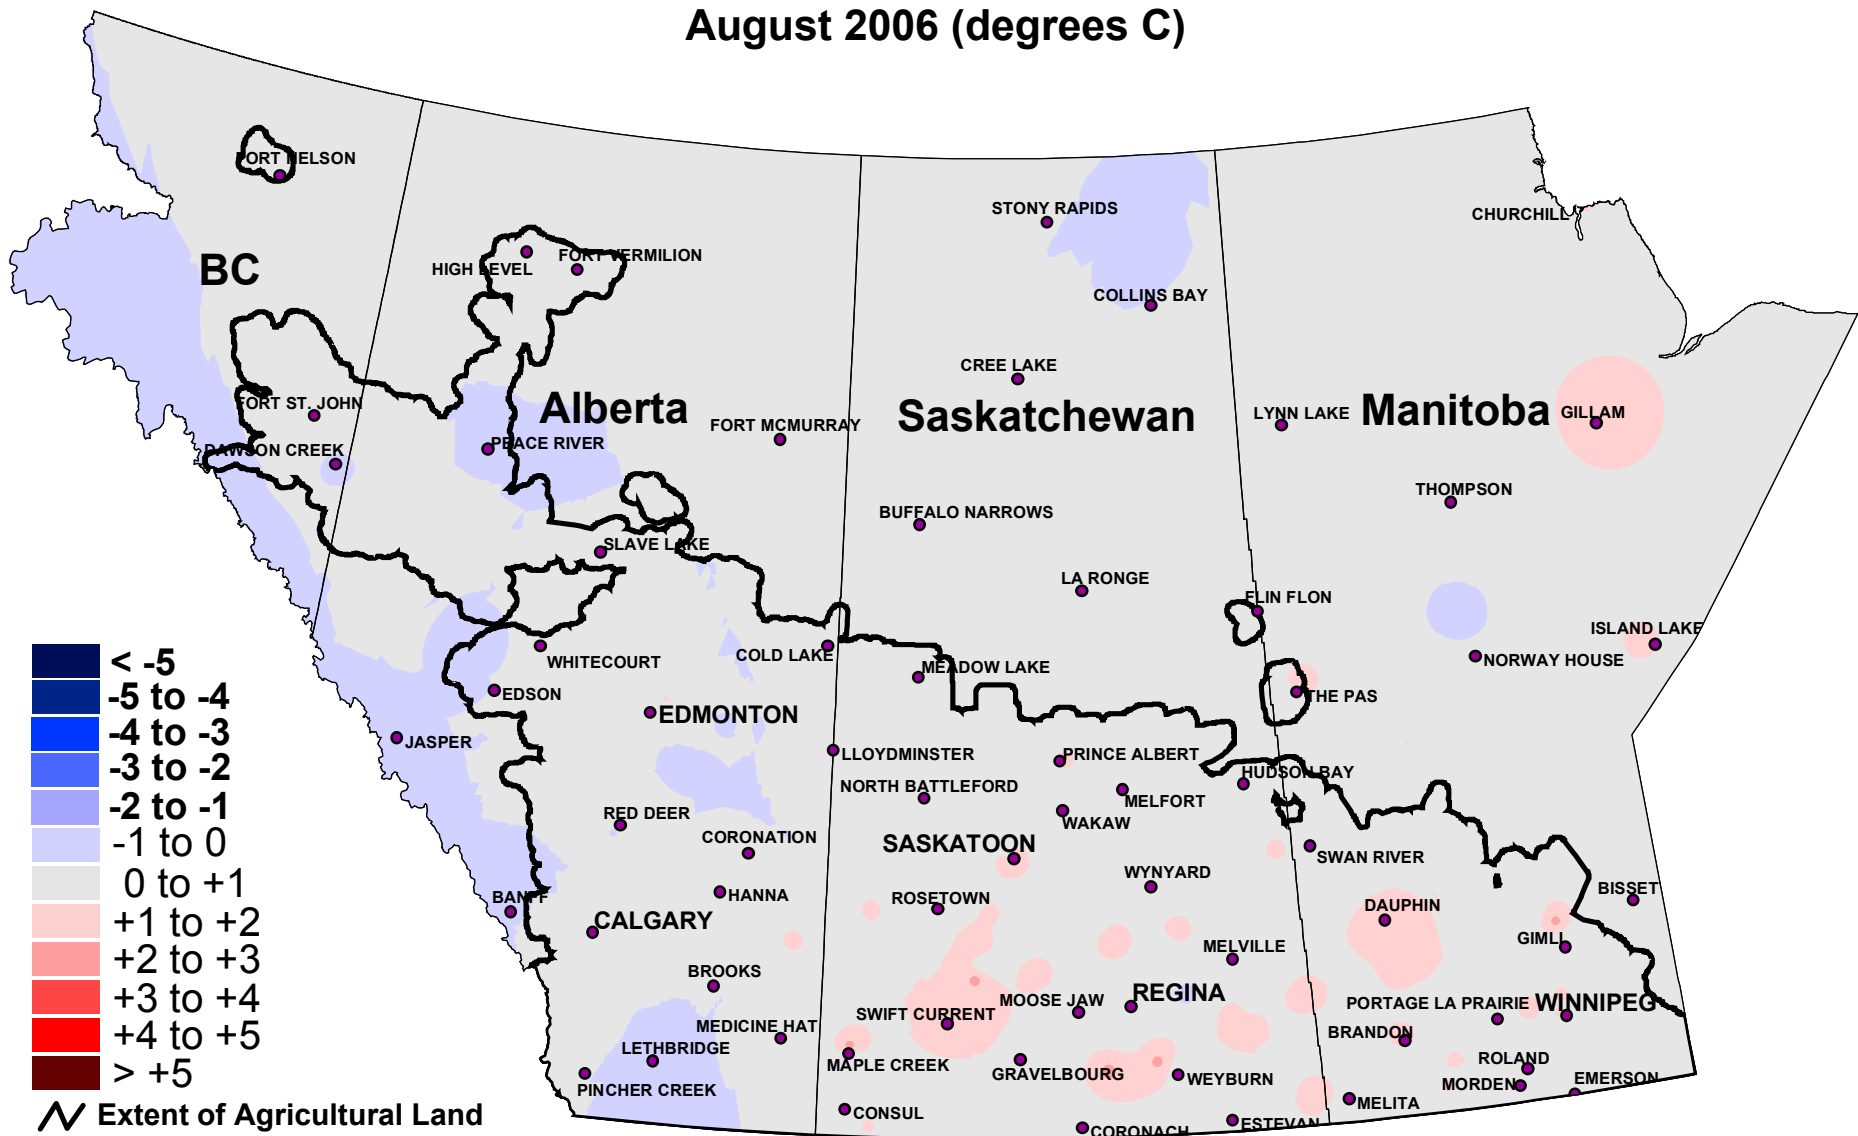 August 2006 (degrees C)
FORT NELSON
STONY RAPIDS
CHURCHILL
BC
HIGH LEVEL
FORT VERMILION
COLLINS BAY
CREE LAKE
FORT ST. JOHN
Alberta
Saskatchewan
Manitoba
LYNN LAKE
GILLAM
FORT MCMURRAY
DAWSON CREEK
PEACE RIVER
THOMPSON
BUFFALO NARROWS
SLAVE LAKE
LA RONGE
FLIN FLON
ISLAND LAKE
WHITECOURT
COLD LAKE
MEADOW LAKE
NORWAY HOUSE
EDSON
THE PAS
EDMONTON
JASPER
LLOYDMINSTER
PRINCE ALBERT
HUDSON BAY
NORTH BATTLEFORD
MELFORT
RED DEER
WAKAW
CORONATION
SASKATOON
SWAN RIVER
WYNYARD
HANNA
BANFF
ROSETOWN
DAUPHIN
BISSET
CALGARY
GIMLI
MELVILLE
BROOKS
MOOSE JAW
REGINA
PORTAGE LA PRAIRIE
WINNIPEG
SWIFT CURRENT
MEDICINE HAT
BRANDON
LETHBRIDGE
MAPLE CREEK
GRAVELBOURG
ROLAND
PINCHER CREEK
WEYBURN
MORDEN
EMERSON
CONSUL
MELITA
CORONACH
ESTEVAN
< -5
-5 to -4
-4 to -3
-3 to -2
-2 to -1
-1 to 0
0 to +1
+1 to +2
+2 to +3
+3 to +4
+4 to +5
> +5
Extent of Agricultural Land